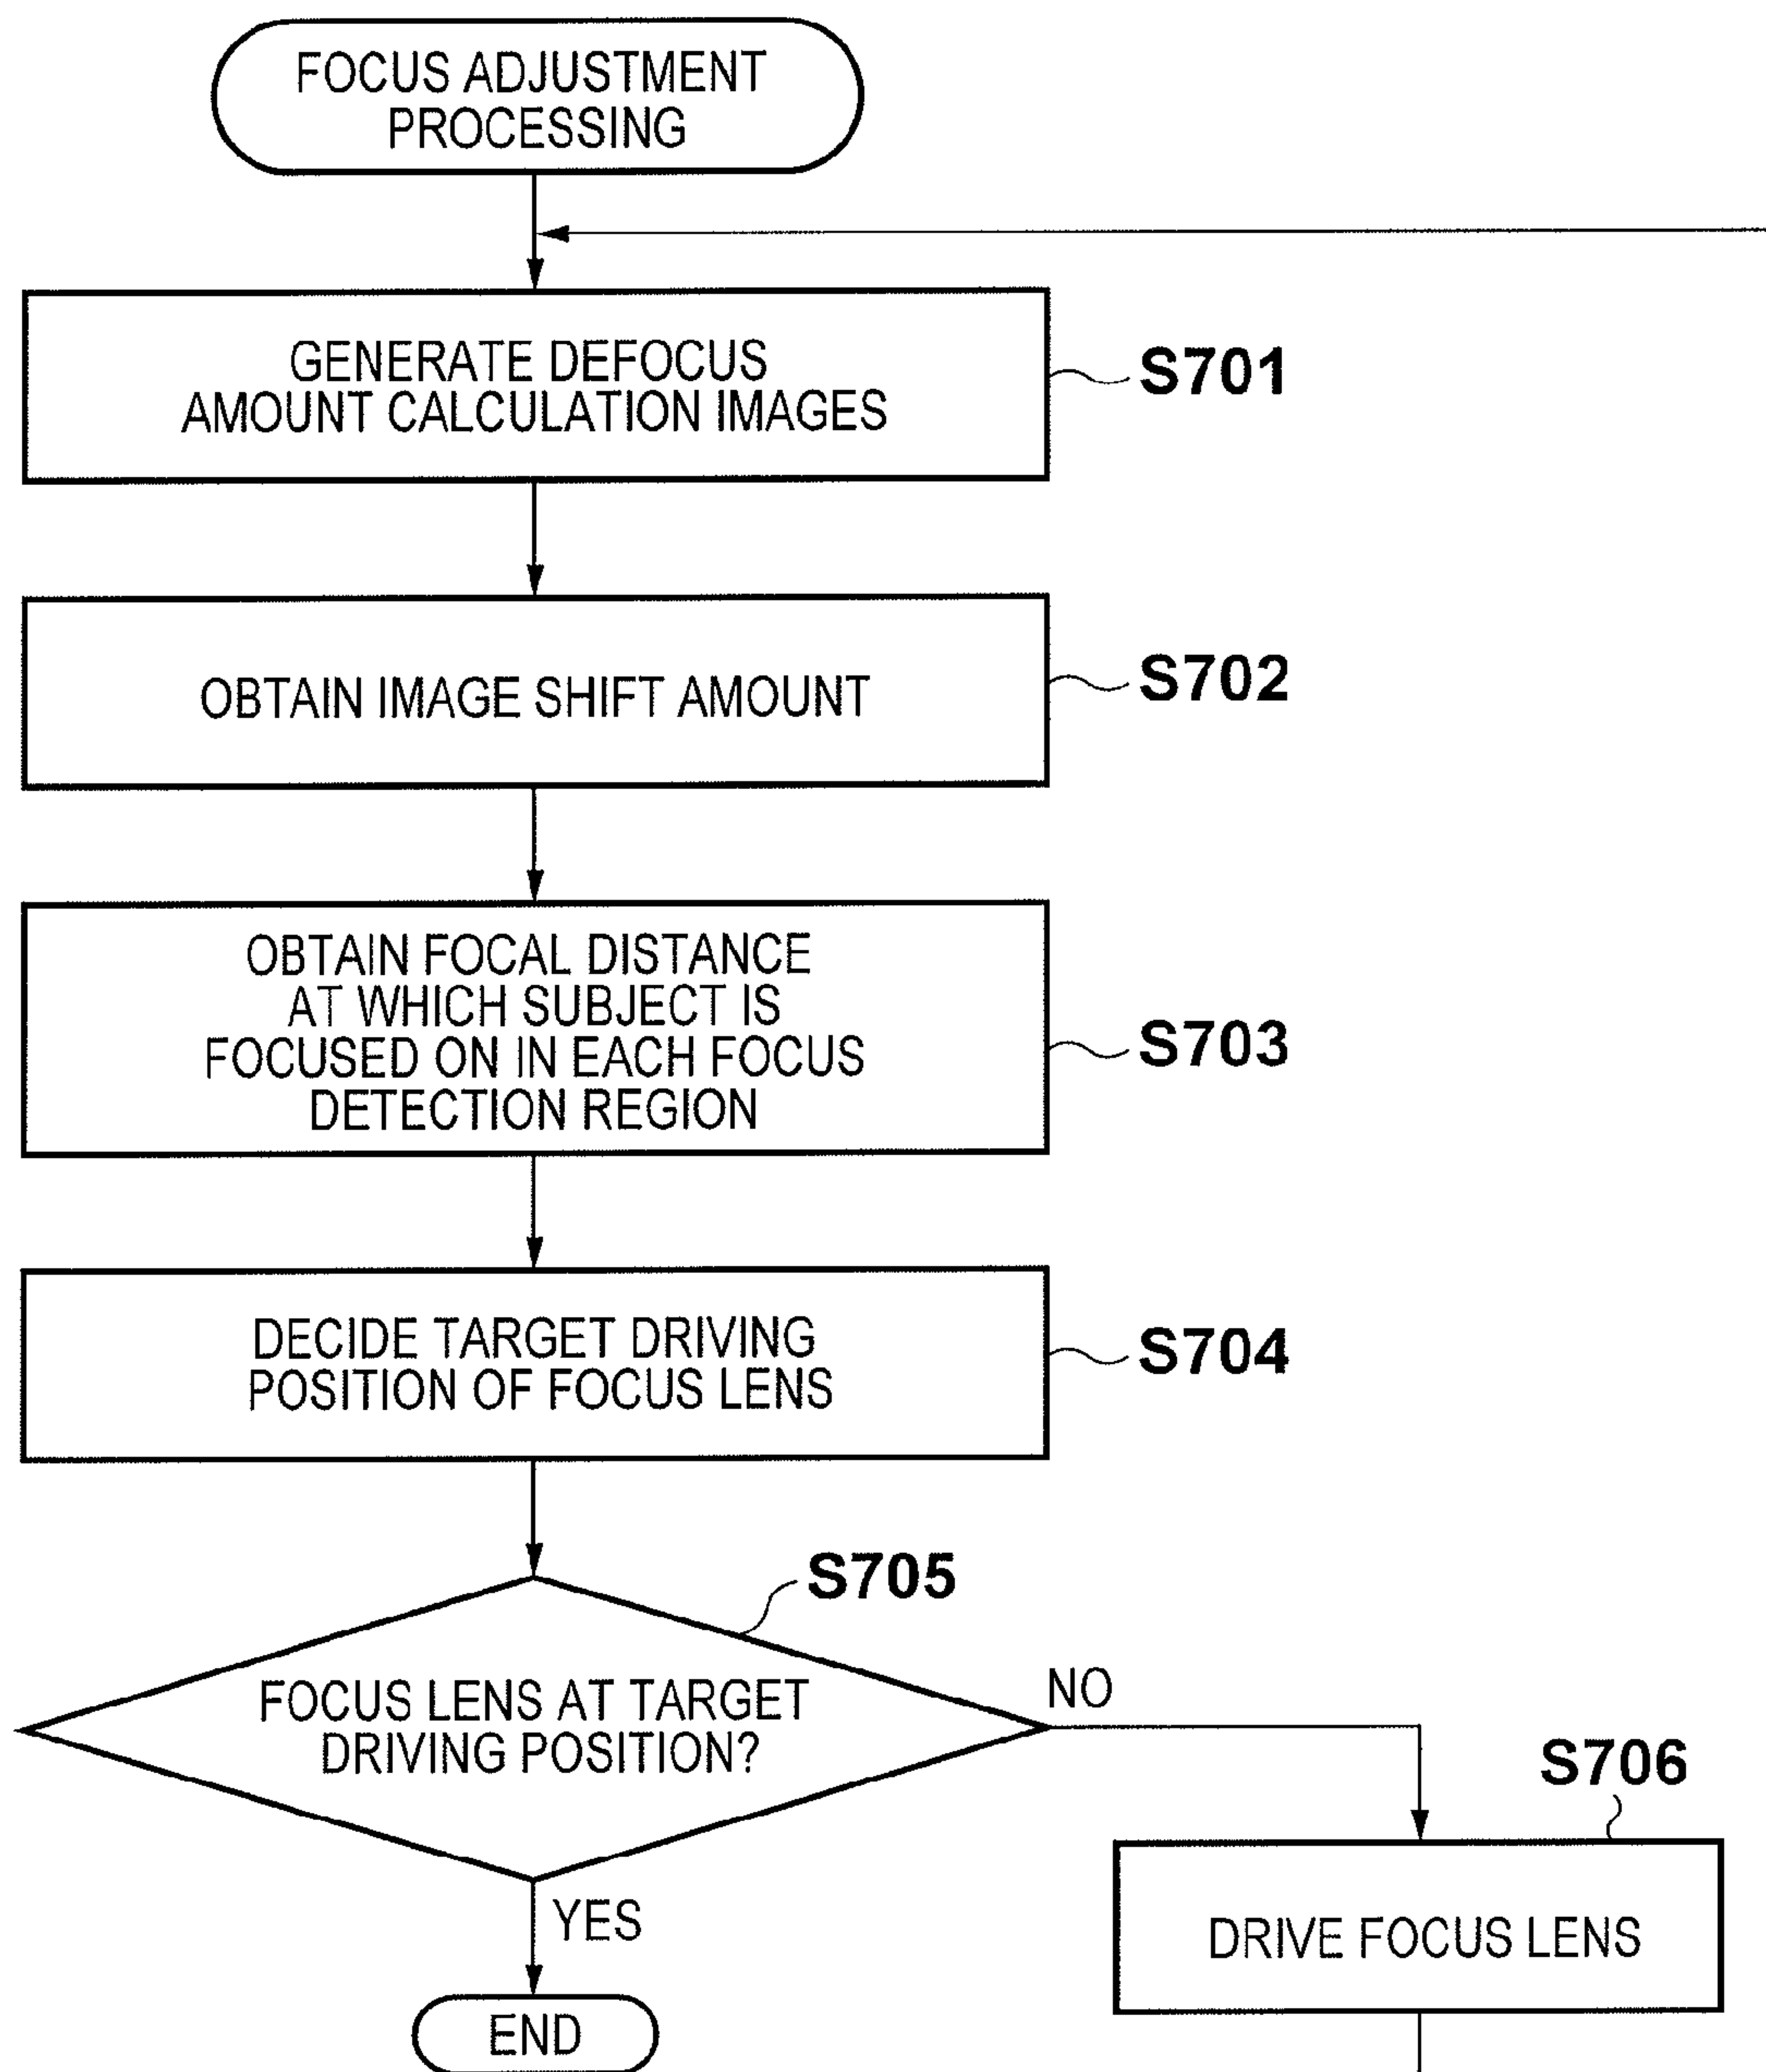 FOCUS ADJUSTMENT
PROCESSING
GENERATE DEFOCUS
AMOUNT CALCULATION IMAGES
S701
OBTAIN IMAGE SHIFT AMOUNT
S702
OBTAIN FOCAL DISTANCE
AT WHICH SUBJECT IS
FOCUSED ON IN EACH FOCUS
DETECTION REGION
S703
DECIDE TARGET DRIVING
POSITION OF FOCUS LENS
S704
S705
FOCUS LENS AT TARGET
DRIVING POSITION?
NO
S706
DRIVE FOCUS LENS
YES
END